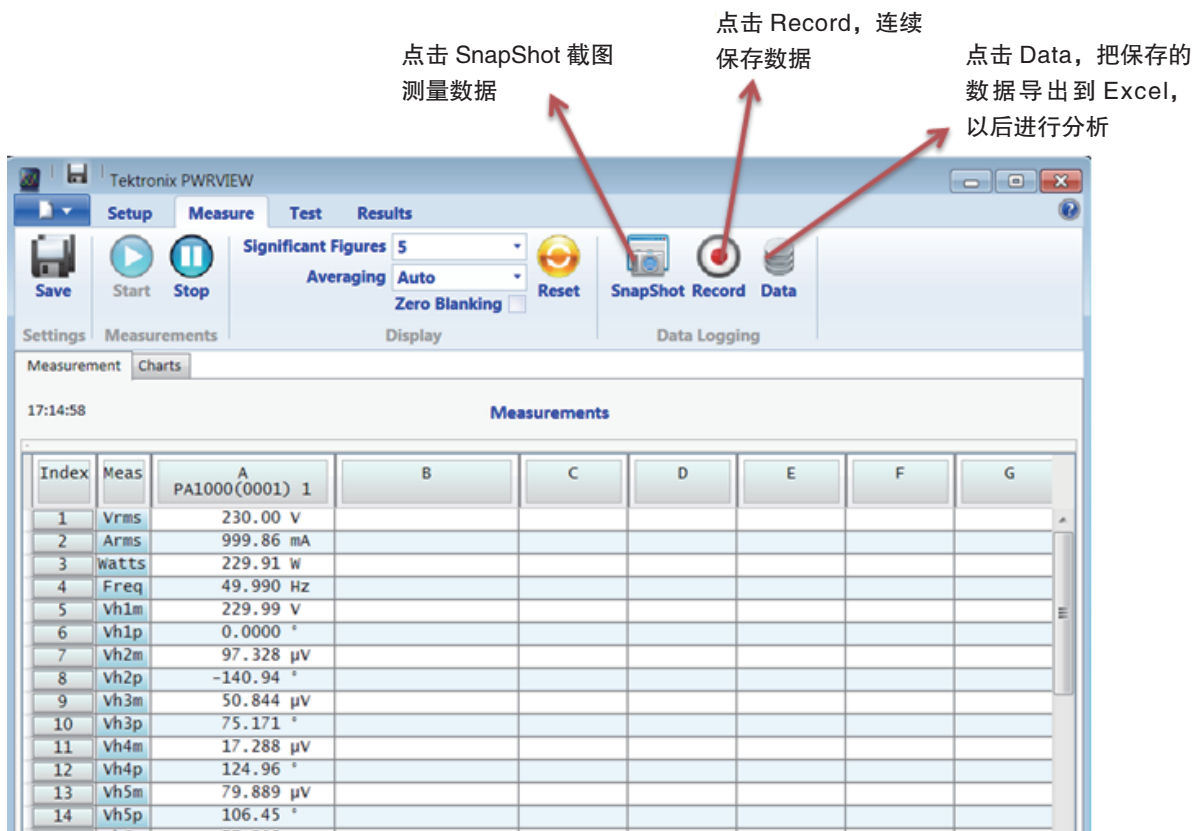 点击 SnapShot 截图
测量数据
点击 Record，连续
保存数据
点击 Data，把保存的
数据导出到 Excel，
以后进行分析
Tektronix PWRVIEW
Setup Measure Test Results
Significant Figures 5
Averaging Auto
Zero Blanking
Save Start Stop Reset SnapShot Record Data
Settings Measurements Display Data Logging
Measurement Charts
17:14:58
Measurements
Index Meas A B C D E F G
PA1000(0001) 1
1 Vrms 230.00 V
2 Arms 999.86 mA
3 Watts 229.91 W
4 Freq 49.990 Hz
5 Vh1m 229.99 V
6 Vh1p 0.0000 °
7 Vh2m 97.328 µV
8 Vh2p -140.94 °
9 Vh3m 50.844 µV
10 Vh3p 75.171 °
11 Vh4m 17.288 µV
12 Vh4p 124.96 °
13 Vh5m 79.889 µV
14 Vh5p 106.45 °